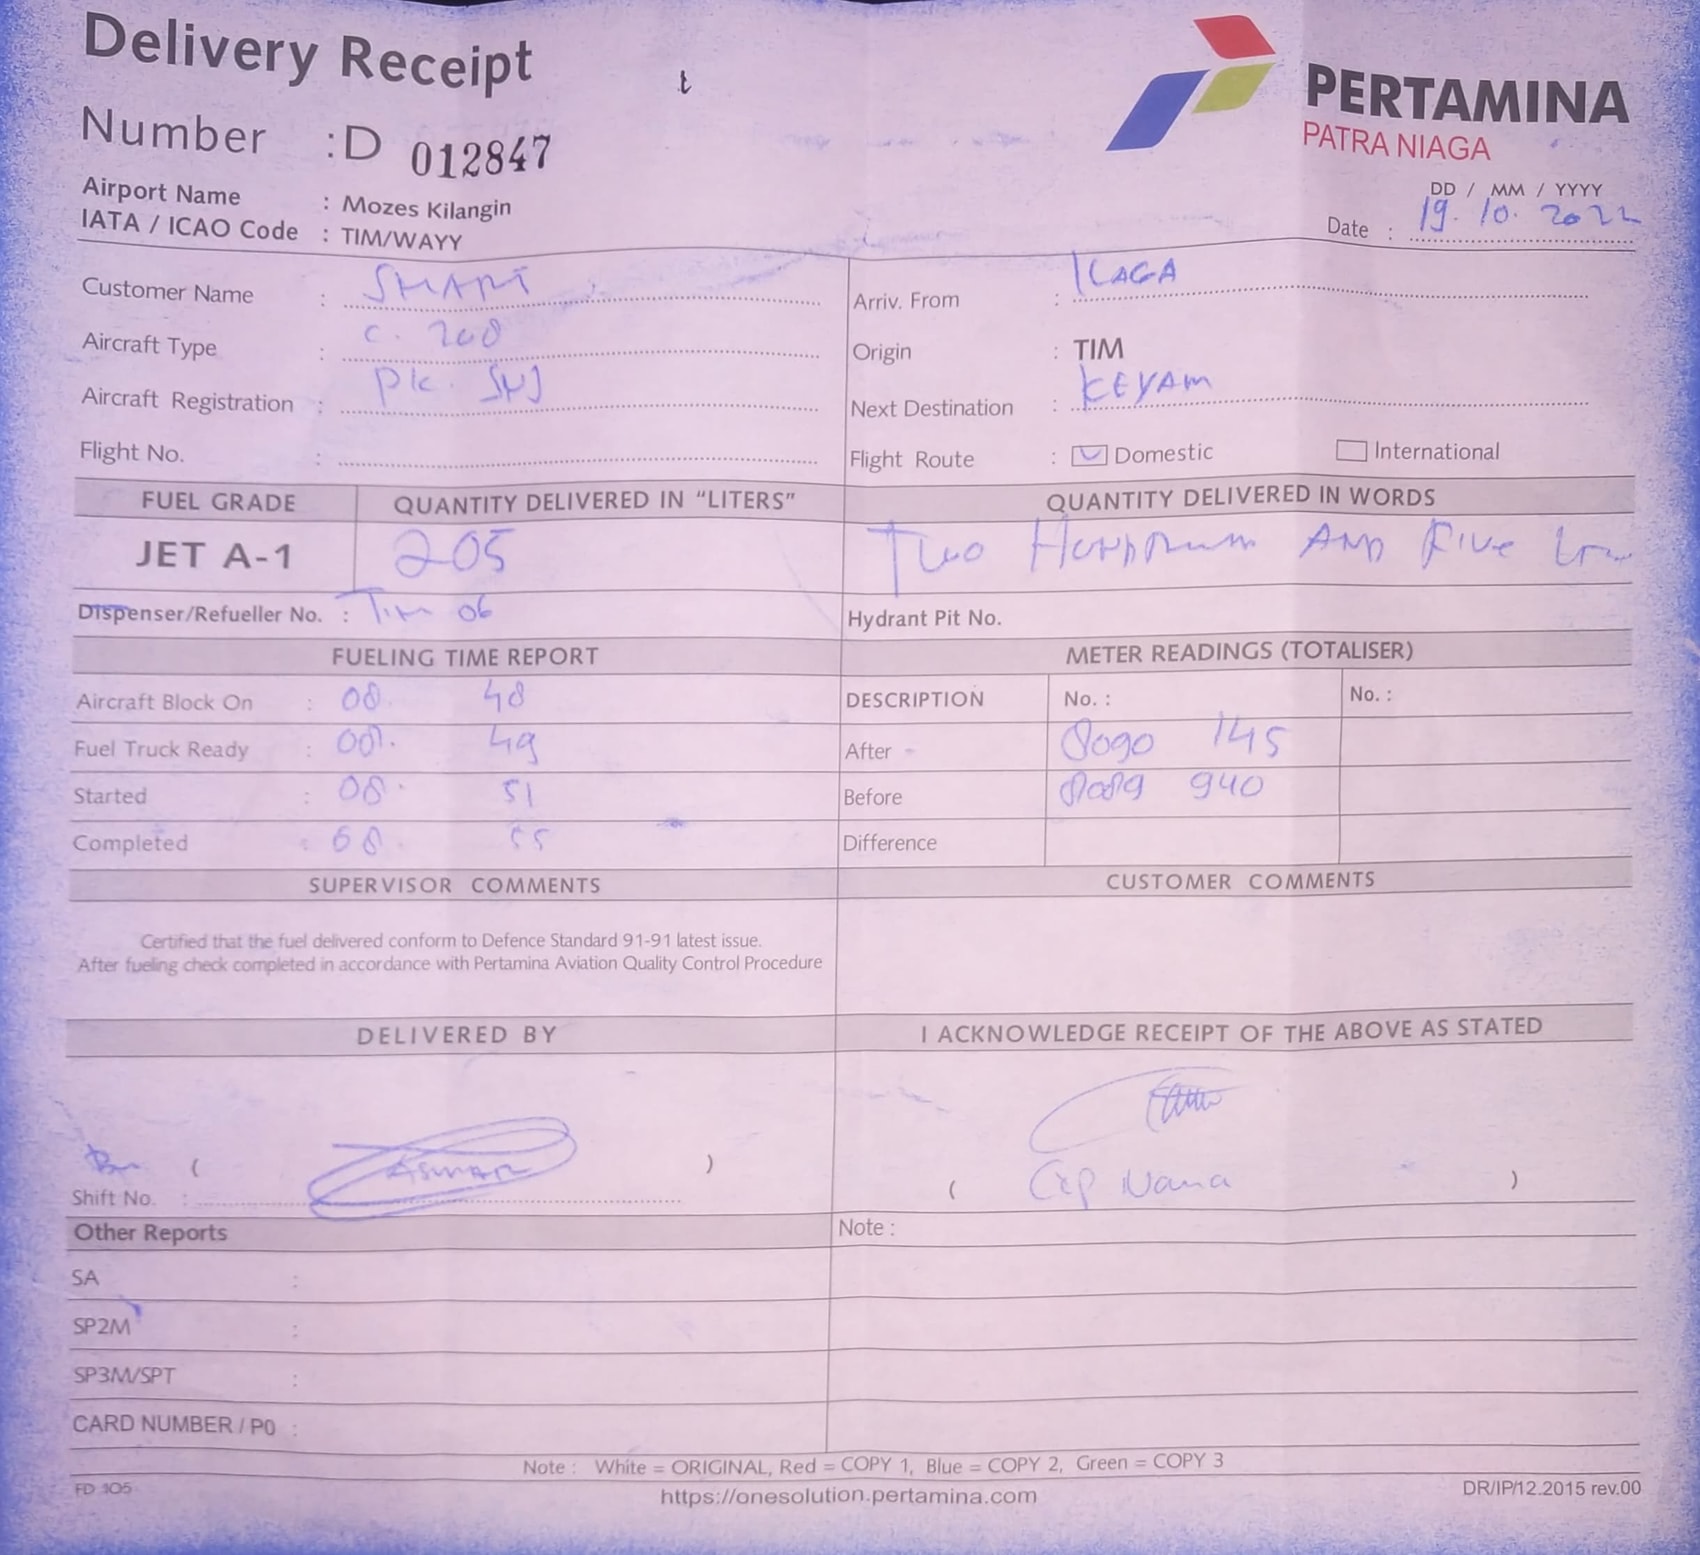 Delivery Receipt
PERTAMINA
PATRA NIAGA
Number : D 012847
Airport Name : Mozes Kilangin
IATA / ICAO Code : TIM/WAYY
DD / MM / YYYY
Date : 19. 10. 2022
Customer Name : SMART
Arriv. From : ILAGA
Aircraft Type : C. 208
Origin : TIM
Aircraft Registration : PK.
Next Destination : KEYAM
Flight No. :
Flight Route : Domestic International
FUEL GRADE QUANTITY DELIVERED IN "LITERS" QUANTITY DELIVERED IN WORDS
JET A-1 205 Two And Five
Dispenser/Refueller No. : Tim 06 Hydrant Pit No.
FUELING TIME REPORT METER READINGS (TOTALISER)
Aircraft Block On : 08. 48 DESCRIPTION No. : No. :
Fuel Truck Ready : 08. 49 After 8090 145
Started : 08. 51 Before 8089 940
Completed : 08. 55 Difference
SUPERVISOR COMMENTS CUSTOMER COMMENTS
Certified that the fuel delivered conform to Defence Standard 91-91 latest issue.
After fueling check completed in accordance with Pertamina Aviation Quality Control Procedure
DELIVERED BY I ACKNOWLEDGE RECEIPT OF THE ABOVE AS STATED
( ASMAR )
Shift No. : ( Cap Nana )
Other Reports Note :
SA :
SP2M :
SP3M/SPT :
CARD NUMBER / P0 :
Note : White = ORIGINAL, Red = COPY 1, Blue = COPY 2, Green = COPY 3
FD 105 https://onesolution.pertamina.com DR/IP/12.2015 rev.00